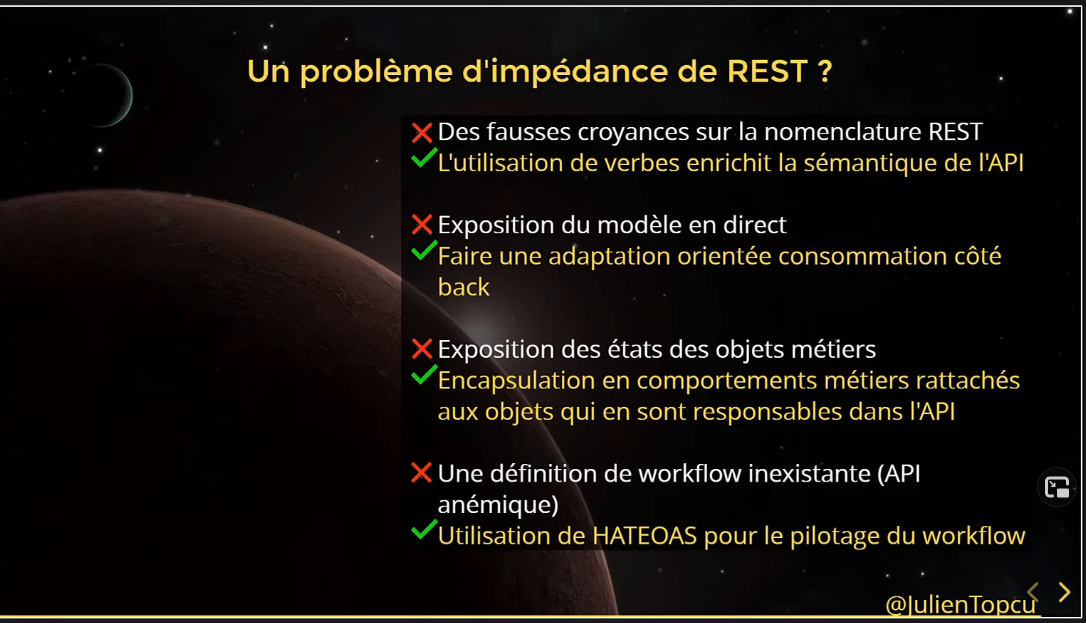 Un problème d'impédance de REST ?
Des fausses croyances sur la nomenclature REST
L'utilisation de verbes enrichit la sémantique de l'API
Exposition du modèle en direct
Faire une adaptation orientée consommation côté
back
Exposition des états des objets métiers
Encapsulation en comportements métiers rattachés
aux objets qui en sont responsables dans l'API
Une définition de workflow inexistante (API
anémique)
Utilisation de HATEOAS pour le pilotage du workflow
@JulienTopcu